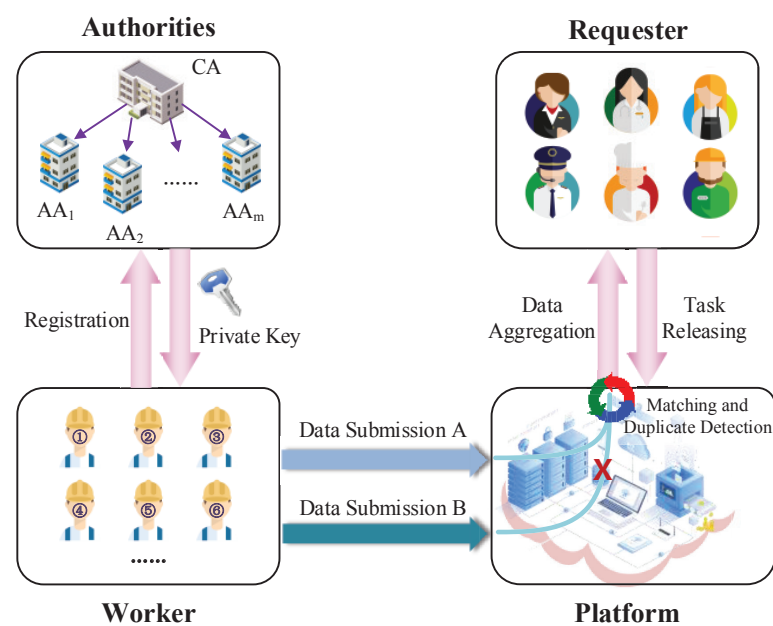 Authorities
Requester
CA
......
AA1
AA2
AAm
Registration
Private Key
Data
Aggregation
Task
Releasing
① ② ③
④ ⑤ ⑥
......
Data Submission A
Data Submission B
Matching and
Duplicate Detection
X
Worker
Platform